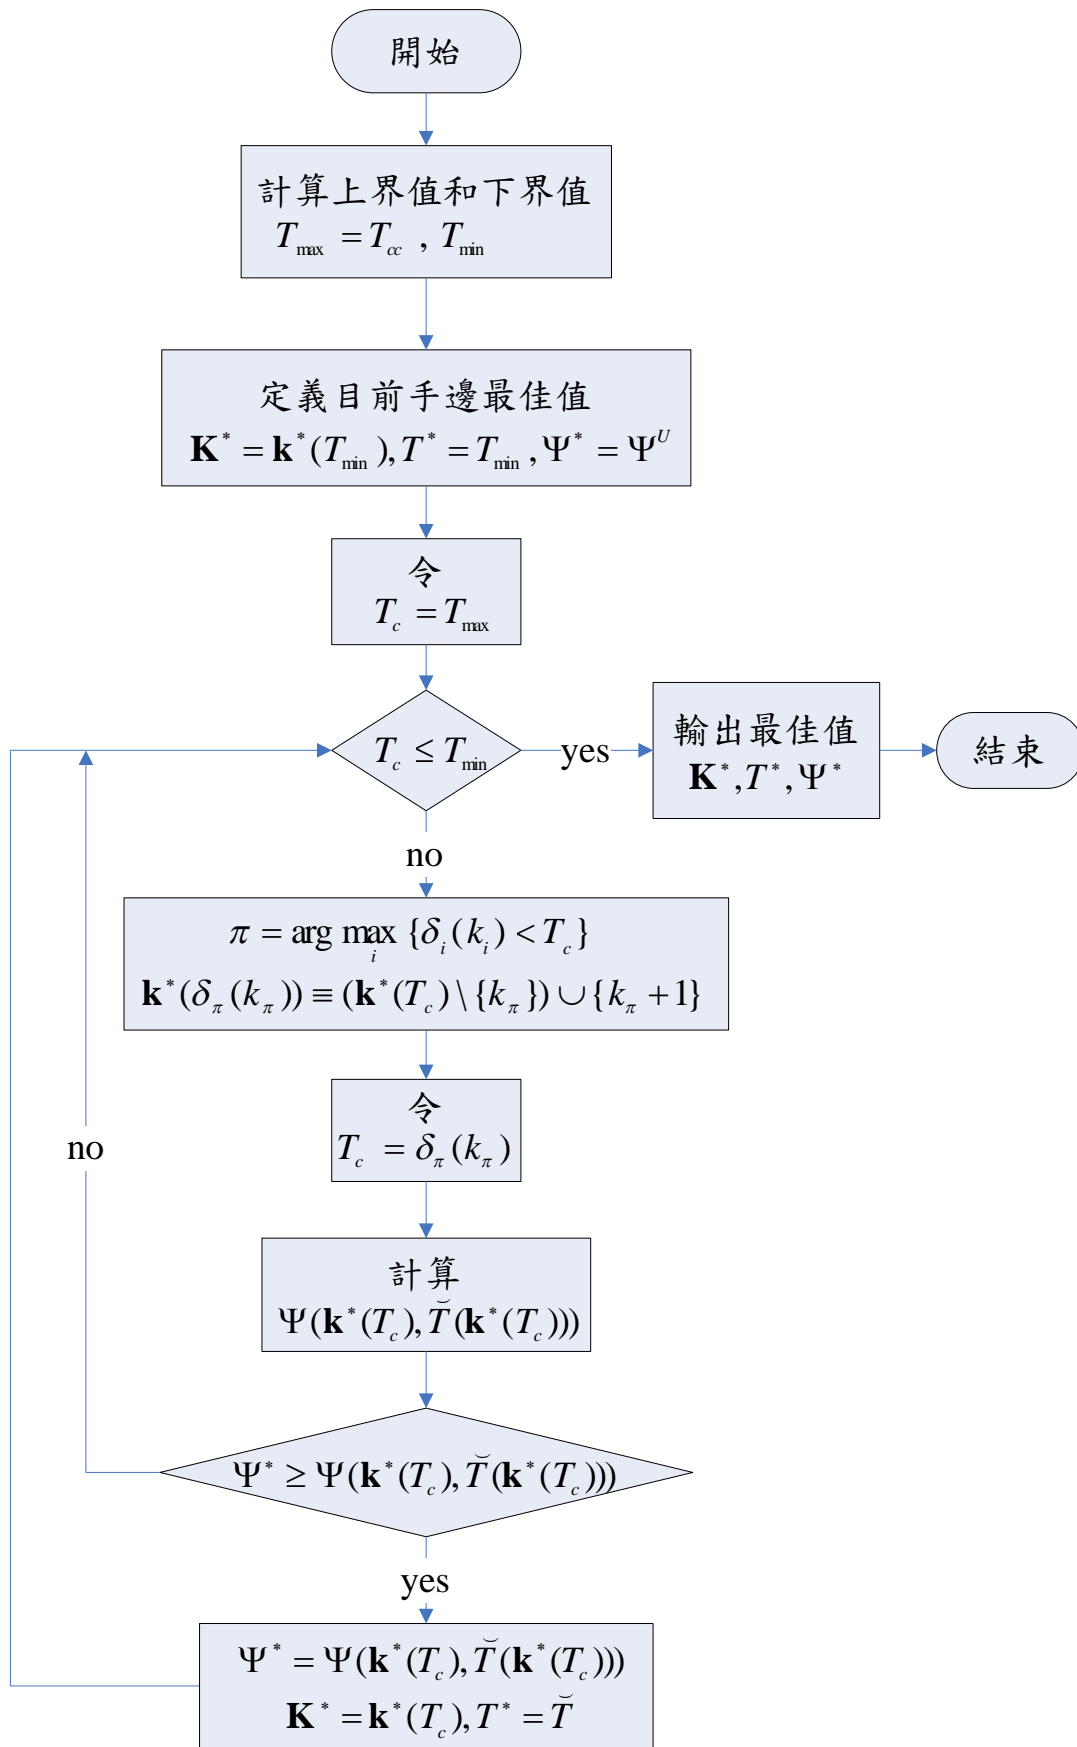 開始
計算上界值和下界值
T_max = T_cc , T_min
定義目前手邊最佳值
K* = k*(T_min), T* = T_min, Ψ* = Ψ^U
令
T_c = T_max
T_c ≤ T_min
yes
輸出最佳值
K*, T*, Ψ*
結束
no
π = arg max_i {δ_i(k_i) < T_c}
k*(δ_π(k_π)) ≡ (k*(T_c) \ {k_π}) ∪ {k_π + 1}
令
T_c = δ_π(k_π)
no
計算
Ψ(k*(T_c), T̆(k*(T_c)))
Ψ* ≥ Ψ(k*(T_c), T̆(k*(T_c)))
yes
Ψ* = Ψ(k*(T_c), T̆(k*(T_c)))
K* = k*(T_c), T* = T̆